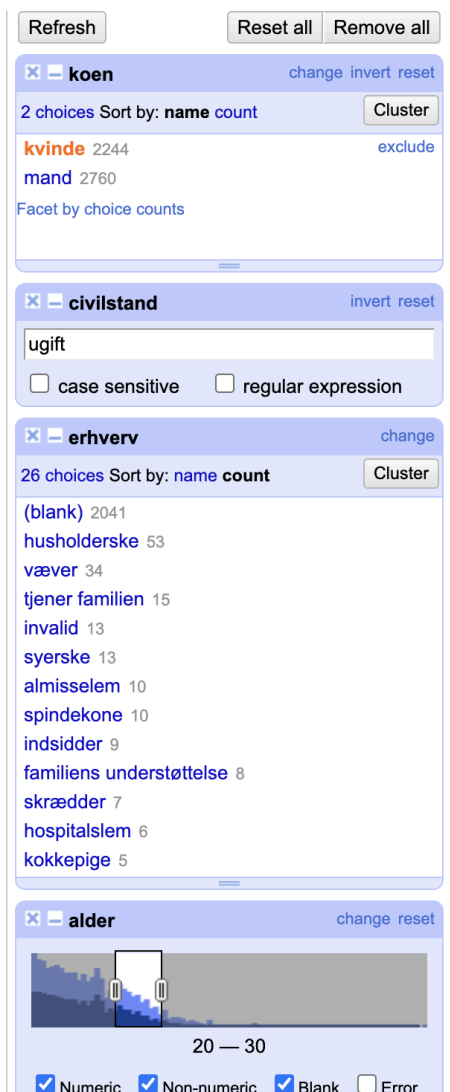 Refresh Reset all Remove all
koen change invert reset
2 choices Sort by: name count Cluster
kvinde 2244 exclude
mand 2760
Facet by choice counts
civilstand invert reset
ugift
case sensitive regular expression
erhverv change
26 choices Sort by: name count Cluster
(blank) 2041
husholderske 53
væver 34
tjener familien 15
invalid 13
syerske 13
almisselem 10
spindekone 10
indsidder 9
familiens understøttelse 8
skrædder 7
hospitalslem 6
kokkepige 5
alder change reset
20 — 30
Numeric Non-numeric Blank Error